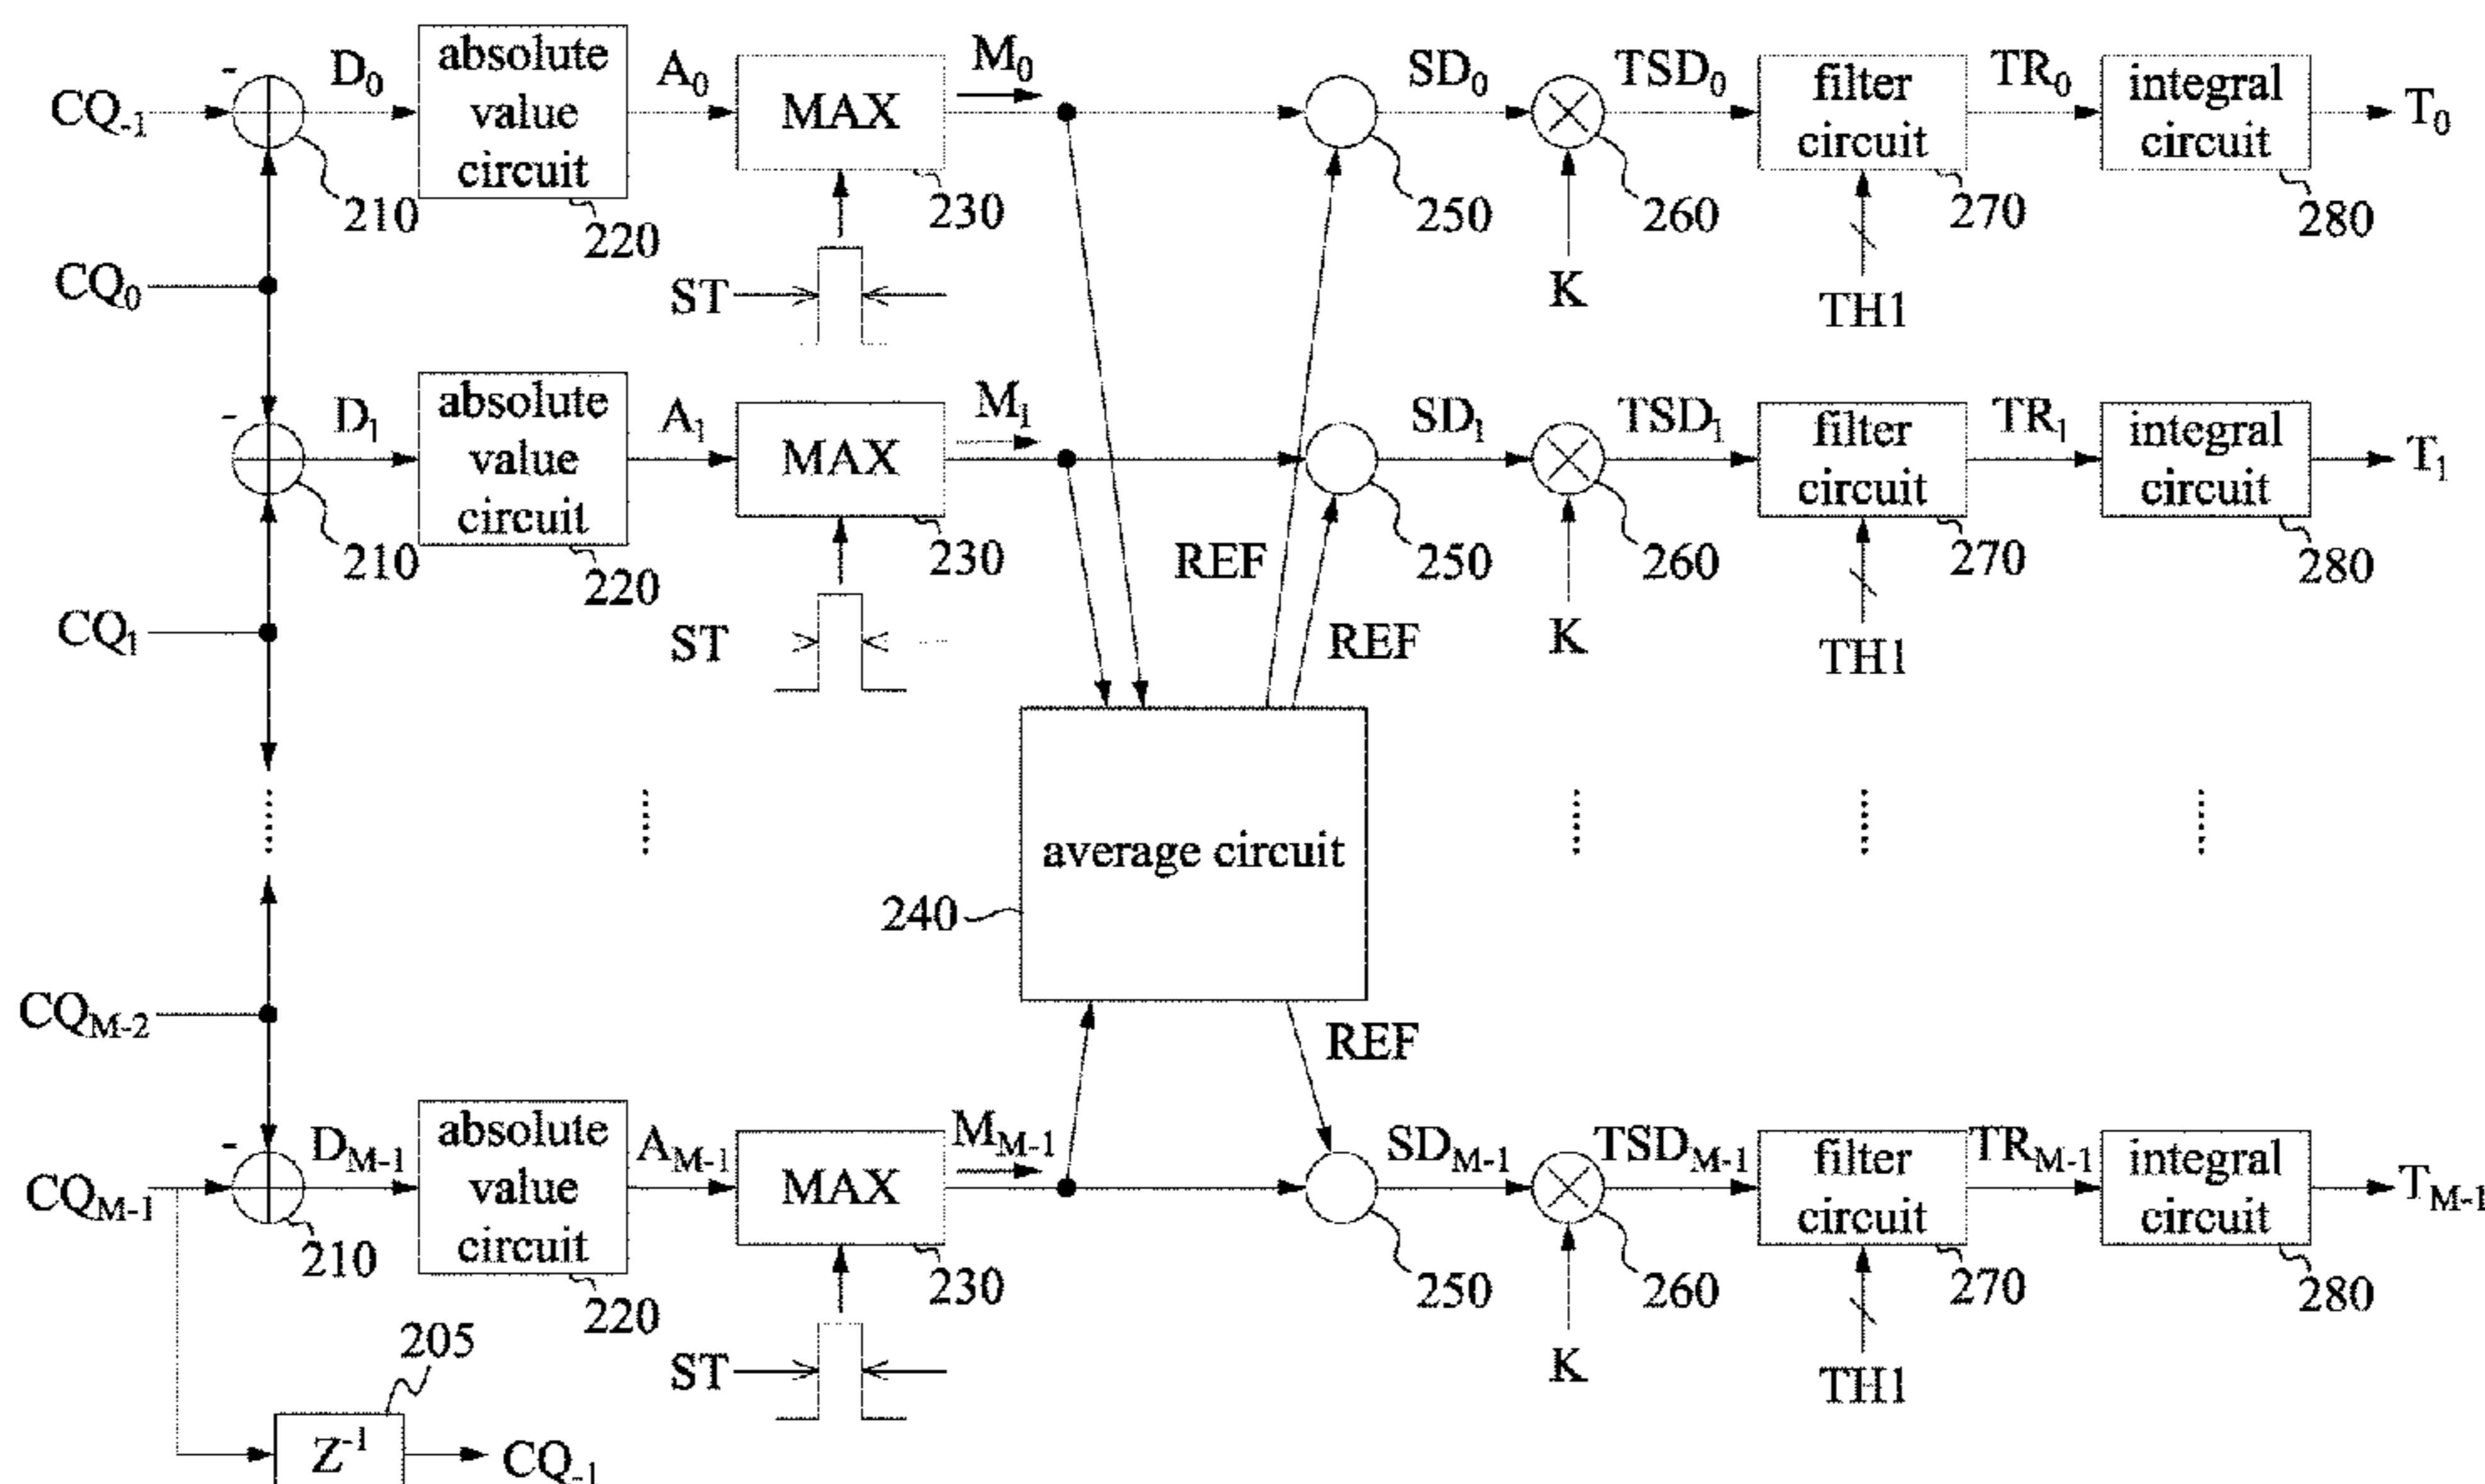 CQ-1
-
D0
absolute value circuit
A0
MAX
M0
SD0
TSD0
filter circuit
TR0
integral circuit
T0
210
220
230
250
260
270
280
CQ0
ST
K
TH1
-
D1
absolute value circuit
A1
MAX
M1
SD1
TSD1
filter circuit
TR1
integral circuit
T1
210
220
230
REF
250
260
270
280
CQ1
ST
REF
K
TH1
average circuit
240
CQM-2
REF
-
CQM-1
DM-1
absolute value circuit
AM-1
MAX
MM-1
SDM-1
TSDM-1
filter circuit
TRM-1
integral circuit
TM-1
210
220
230
250
260
270
280
205
ST
K
TH1
Z-1
CQ-1